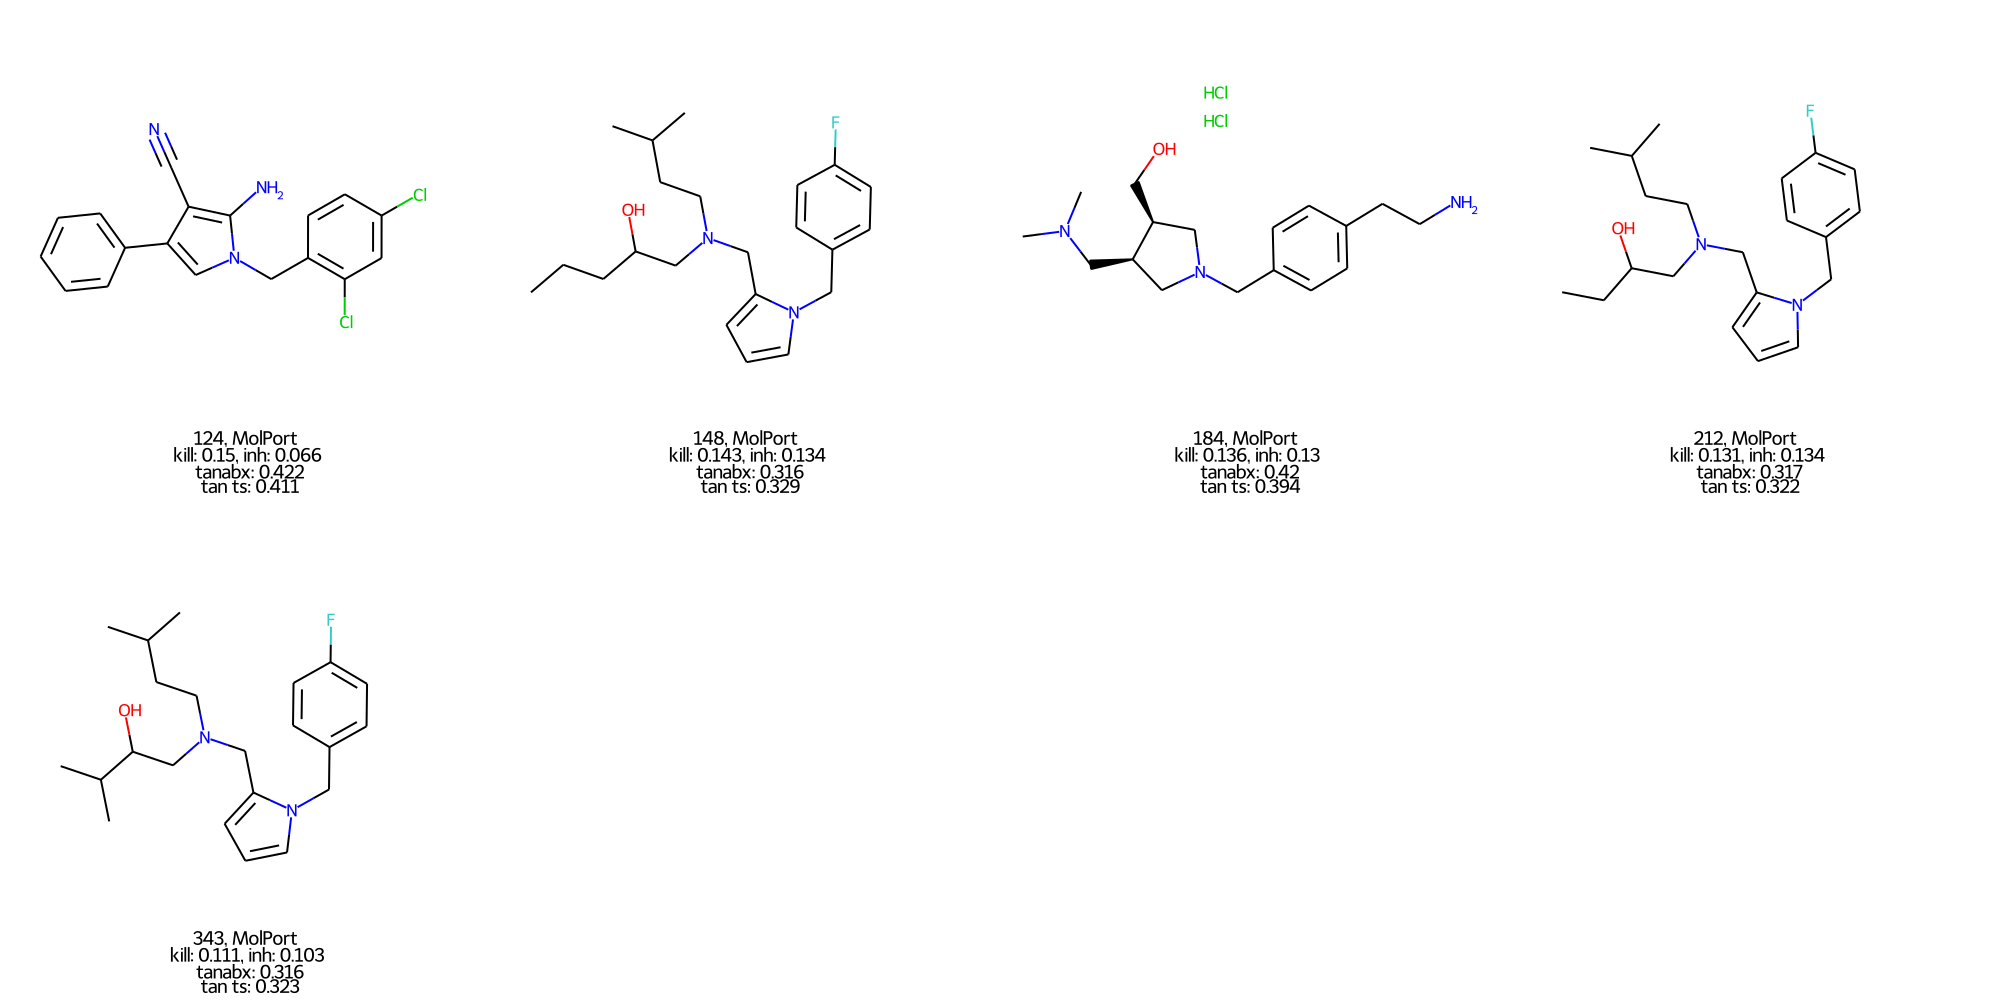 N
NH2
N
Cl
Cl
124, MolPort
kill: 0.15, inh: 0.066
tanabx: 0.422
tan ts: 0.411
F
OH
N
N
148, MolPort
kill: 0.143, inh: 0.134
tanabx: 0.316
tan ts: 0.329
HCl
HCl
OH
N
N
NH2
184, MolPort
kill: 0.136, inh: 0.13
tanabx: 0.42
tan ts: 0.394
F
OH
N
N
212, MolPort
kill: 0.131, inh: 0.134
tanabx: 0.317
tan ts: 0.322
F
OH
N
N
343, MolPort
kill: 0.111, inh: 0.103
tanabx: 0.316
tan ts: 0.323